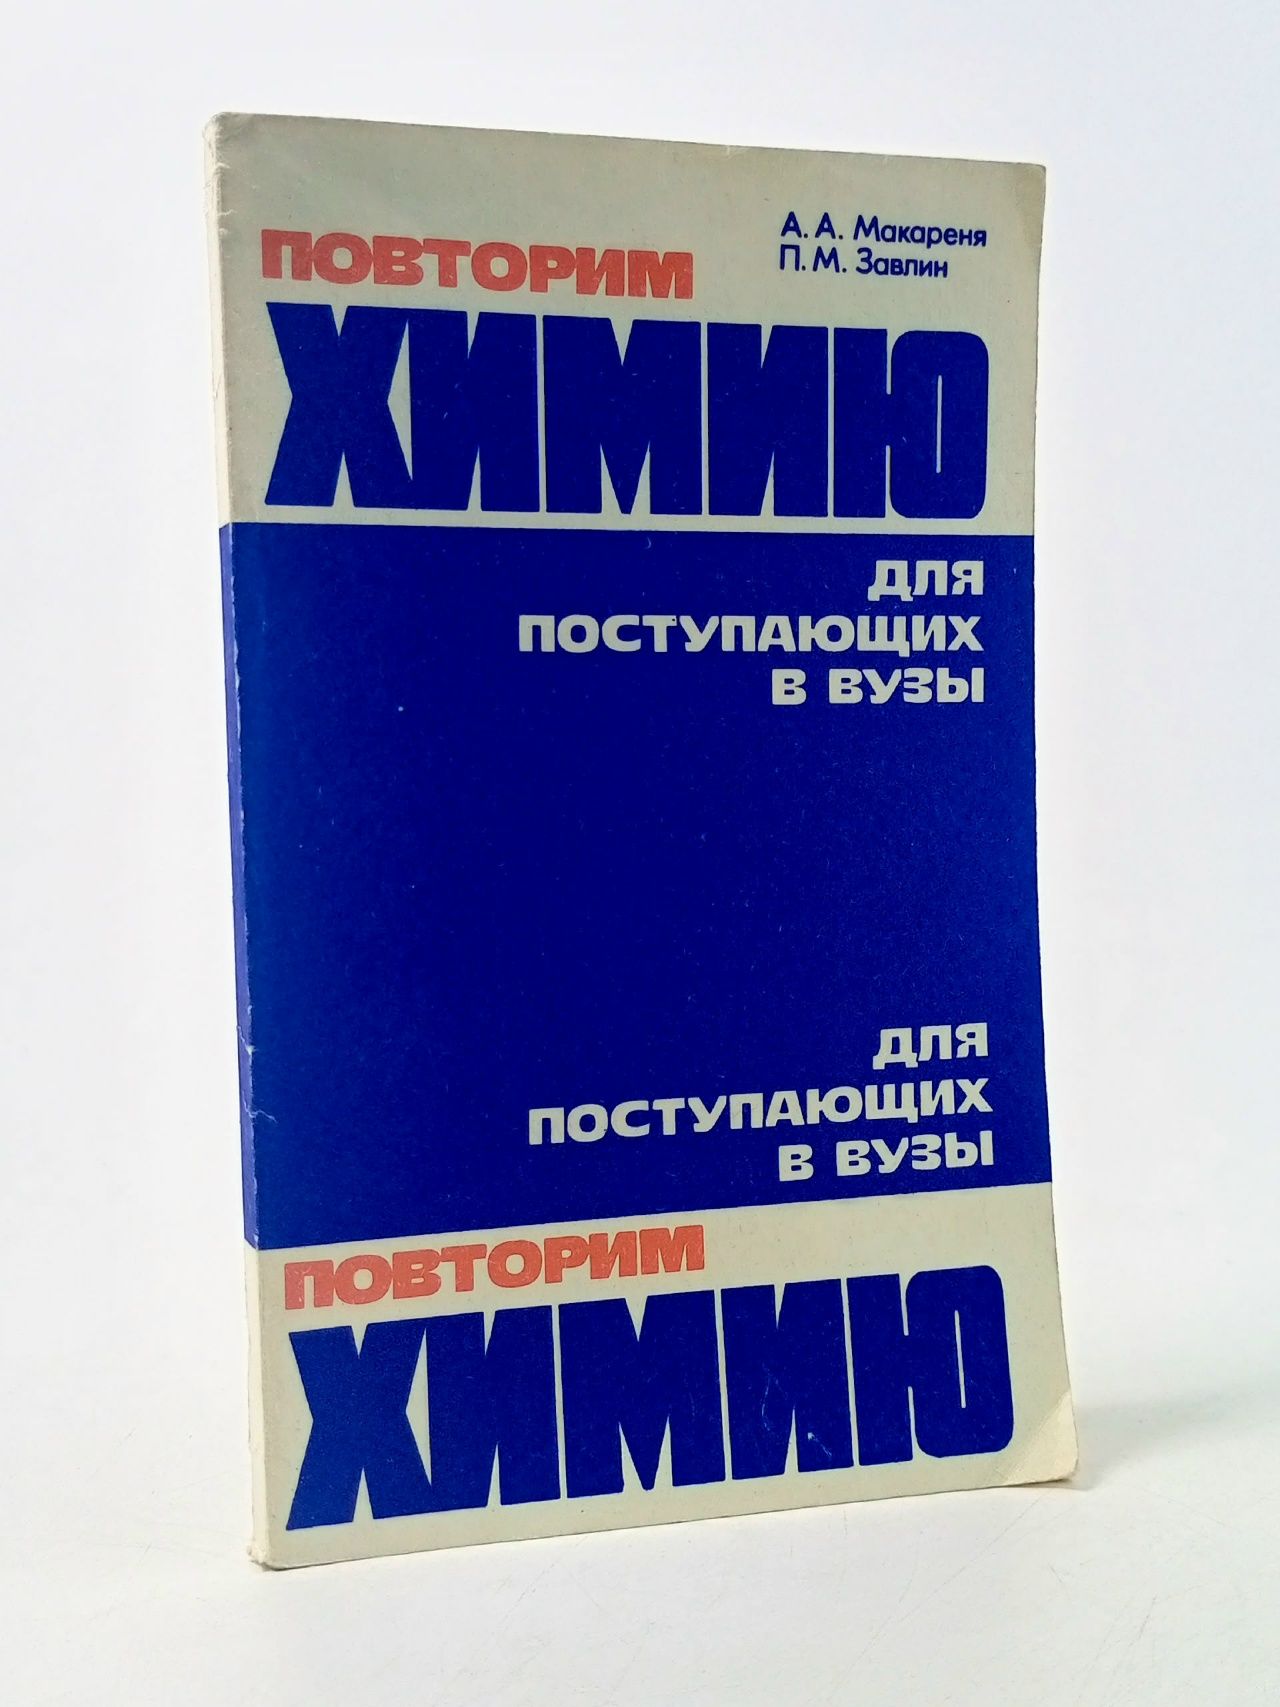 А. А. Макареня
П. М. Завлин
ПОВТОРИМ
ХИМИЮ
ДЛЯ
ПОСТУПАЮЩИХ
В ВУЗЫ
ДЛЯ
ПОСТУПАЮЩИХ
В ВУЗЫ
ПОВТОРИМ
ХИМИЮ